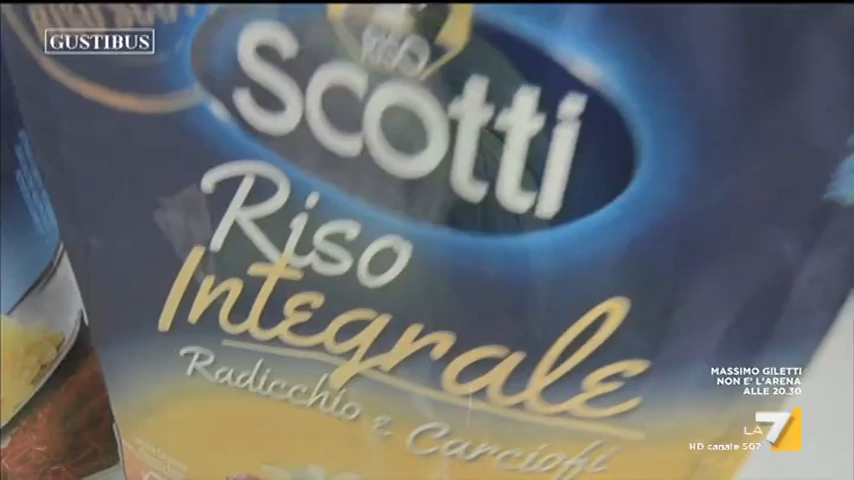 GUSTIBUS
RISO
Scotti
Riso
Integrale
Radicchio e Carciofi
MASSIMO GILETTI
NON E' L'ARENA
ALLE 20.30
LA7
HD canale 507